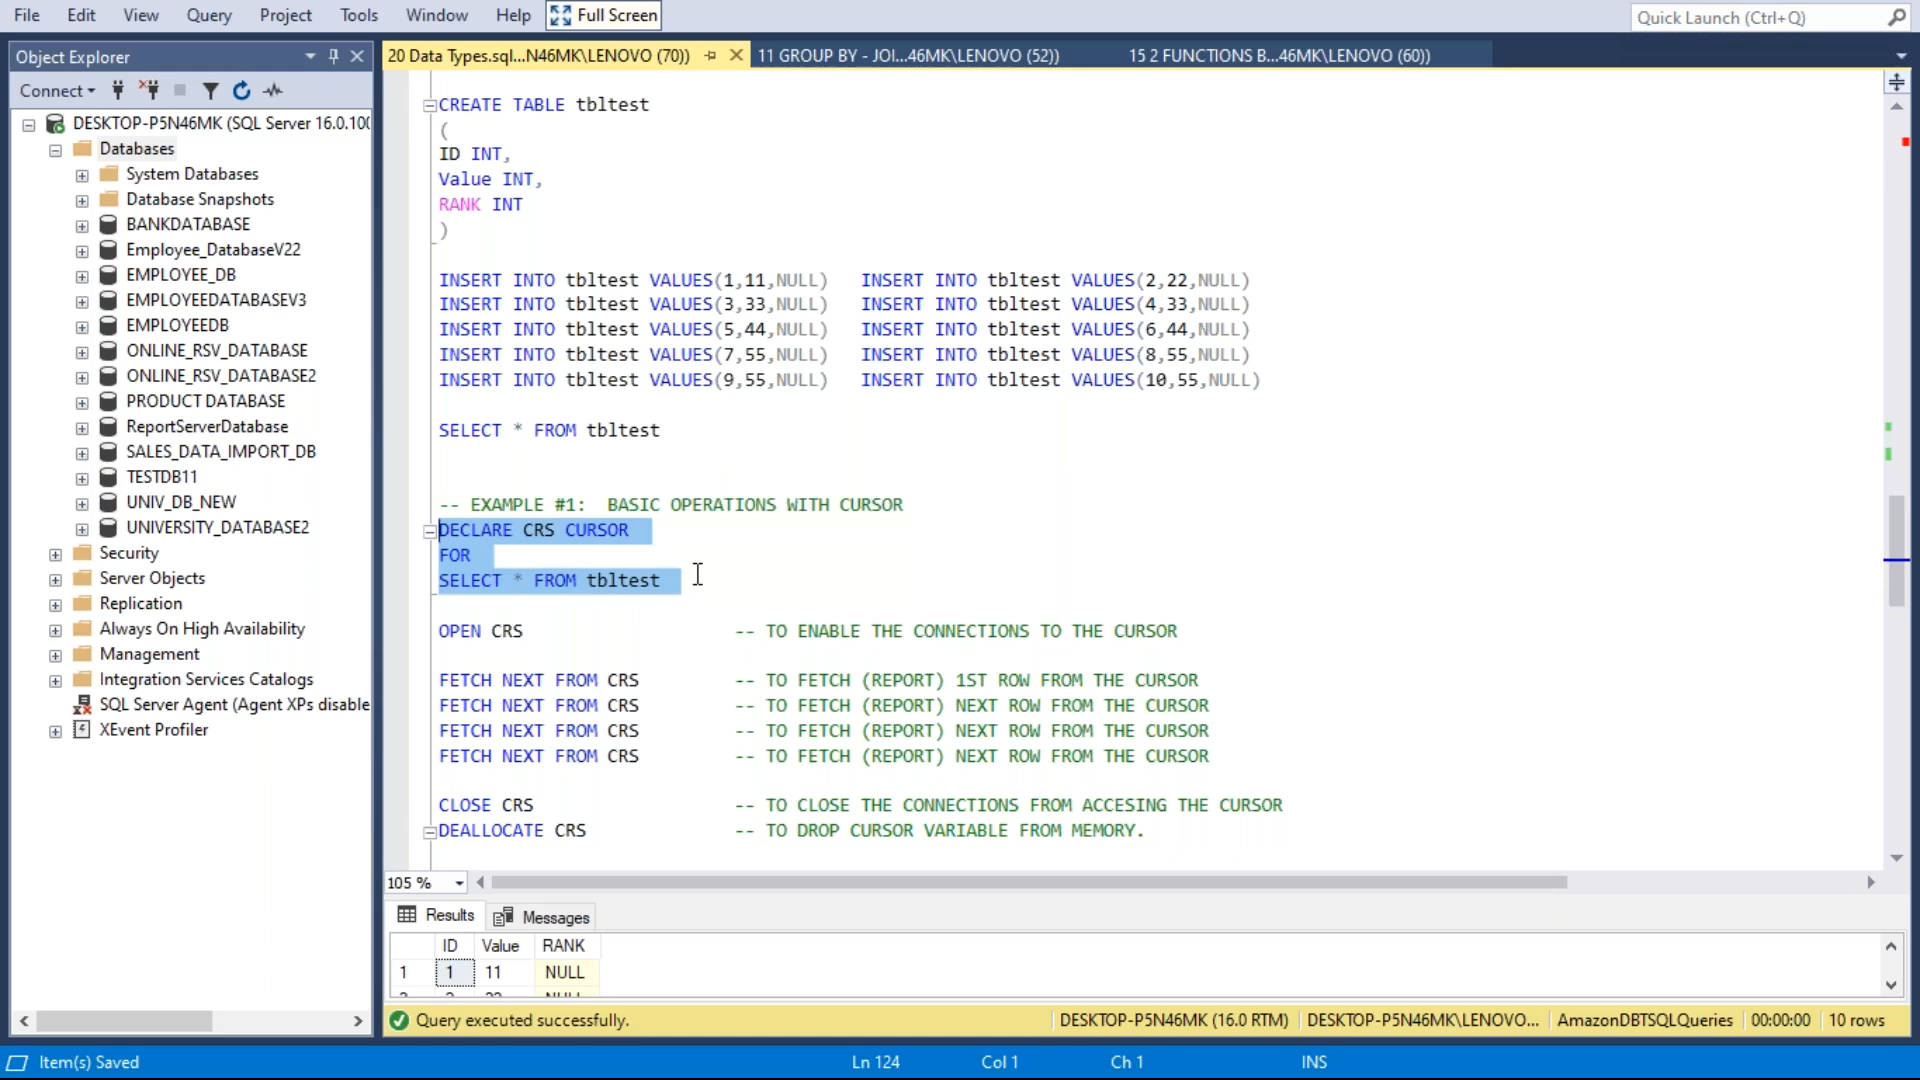 File Edit View Query Project Tools Window Help Full Screen
Quick Launch (Ctrl+Q)
Object Explorer
Connect
DESKTOP-P5N46MK (SQL Server 16.0.100
Databases
System Databases
Database Snapshots
BANKDATABASE
Employee_DatabaseV22
EMPLOYEE_DB
EMPLOYEEDATABASEV3
EMPLOYEEDB
ONLINE_RSV_DATABASE
ONLINE_RSV_DATABASE2
PRODUCT DATABASE
ReportServerDatabase
SALES_DATA_IMPORT_DB
TESTDB11
UNIV_DB_NEW
UNIVERSITY_DATABASE2
Security
Server Objects
Replication
Always On High Availability
Management
Integration Services Catalogs
SQL Server Agent (Agent XPs disable
XEvent Profiler
20 Data Types.sql...N46MK\LENOVO (70)) 11 GROUP BY - JOI...46MK\LENOVO (52)) 15 2 FUNCTIONS B...46MK\LENOVO (60))
CREATE TABLE tbltest
(
ID INT,
Value INT,
RANK INT
)
INSERT INTO tbltest VALUES(1,11,NULL) INSERT INTO tbltest VALUES(2,22,NULL)
INSERT INTO tbltest VALUES(3,33,NULL) INSERT INTO tbltest VALUES(4,33,NULL)
INSERT INTO tbltest VALUES(5,44,NULL) INSERT INTO tbltest VALUES(6,44,NULL)
INSERT INTO tbltest VALUES(7,55,NULL) INSERT INTO tbltest VALUES(8,55,NULL)
INSERT INTO tbltest VALUES(9,55,NULL) INSERT INTO tbltest VALUES(10,55,NULL)
SELECT * FROM tbltest
-- EXAMPLE #1: BASIC OPERATIONS WITH CURSOR
DECLARE CRS CURSOR
FOR
SELECT * FROM tbltest
OPEN CRS -- TO ENABLE THE CONNECTIONS TO THE CURSOR
FETCH NEXT FROM CRS -- TO FETCH (REPORT) 1ST ROW FROM THE CURSOR
FETCH NEXT FROM CRS -- TO FETCH (REPORT) NEXT ROW FROM THE CURSOR
FETCH NEXT FROM CRS -- TO FETCH (REPORT) NEXT ROW FROM THE CURSOR
FETCH NEXT FROM CRS -- TO FETCH (REPORT) NEXT ROW FROM THE CURSOR
CLOSE CRS -- TO CLOSE THE CONNECTIONS FROM ACCESING THE CURSOR
DEALLOCATE CRS -- TO DROP CURSOR VARIABLE FROM MEMORY.
105 %
Results Messages
ID Value RANK
1 1 11 NULL
Query executed successfully. DESKTOP-P5N46MK (16.0 RTM) DESKTOP-P5N46MK\LENOVO... AmazonDBTSQLQueries 00:00:00 10 rows
Item(s) Saved Ln 124 Col 1 Ch 1 INS